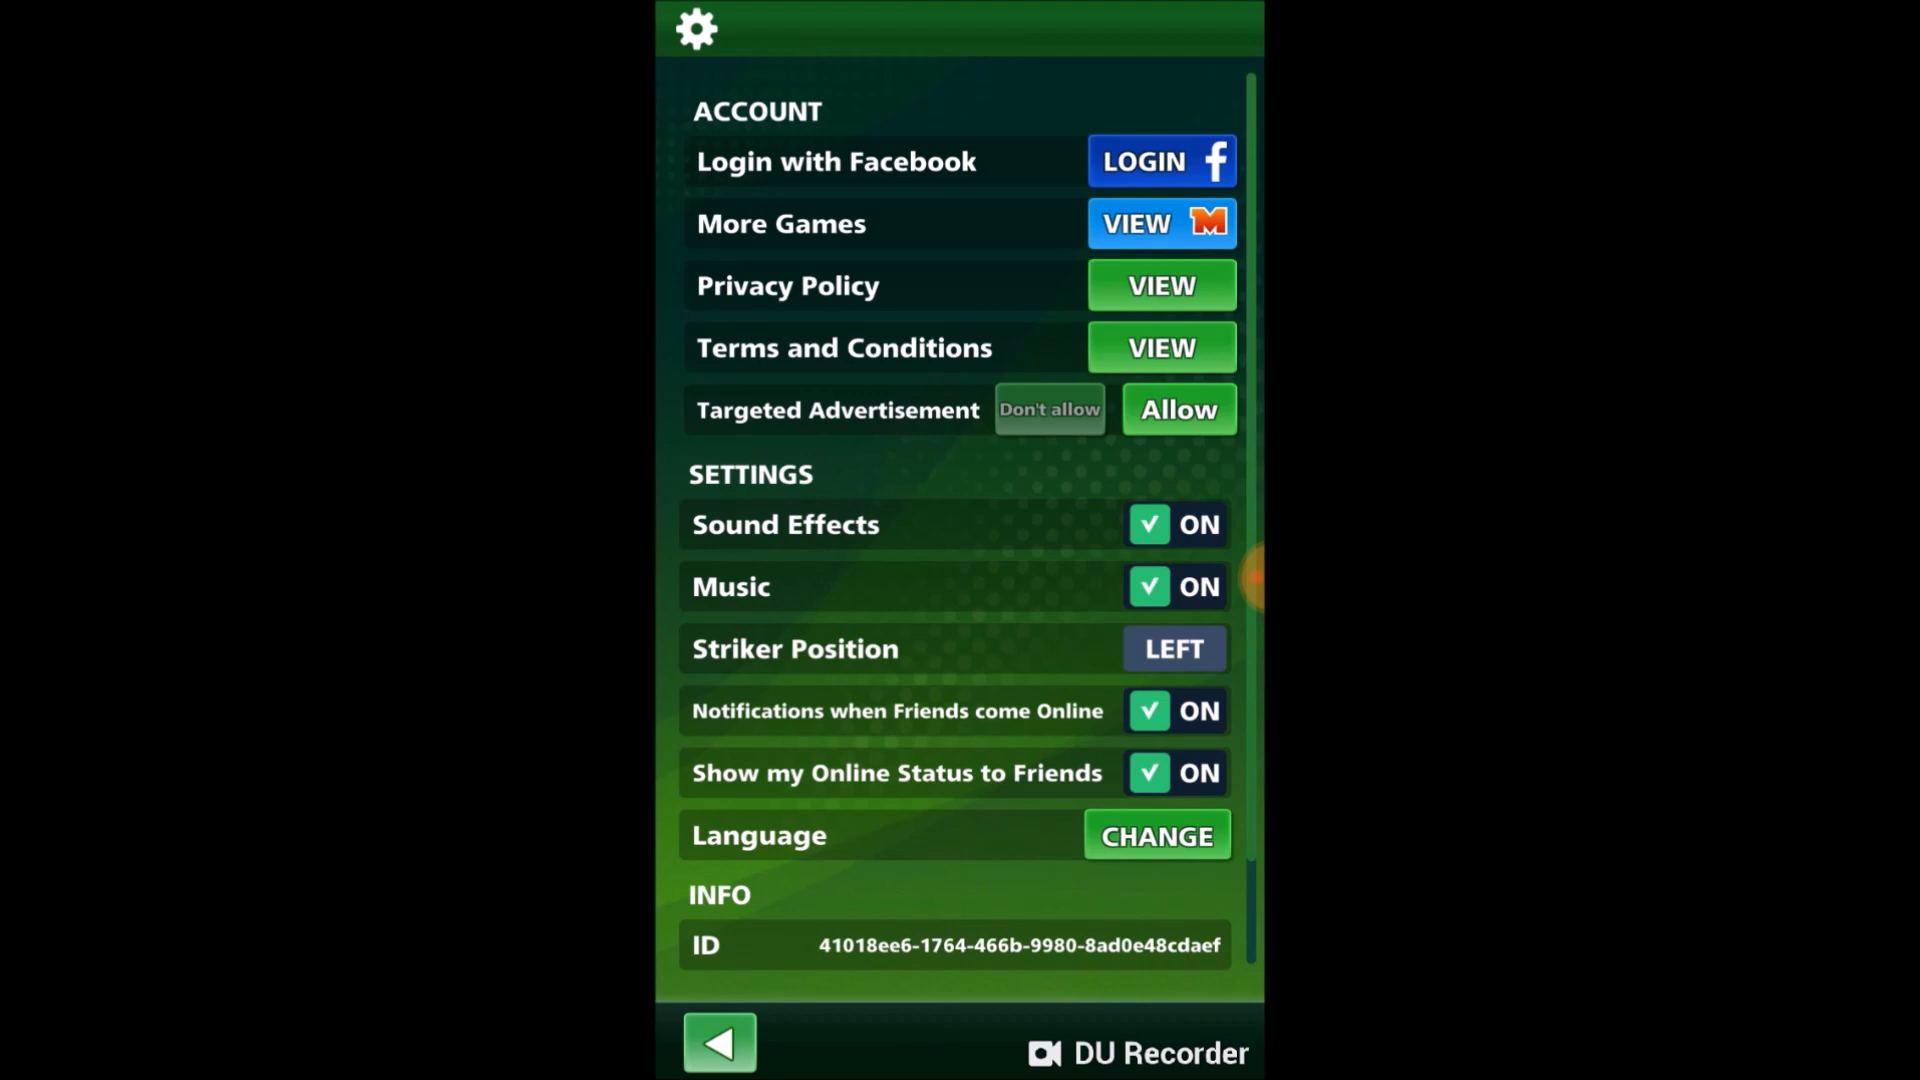 ACCOUNT
Login with Facebook LOGIN f
More Games VIEW M
Privacy Policy VIEW
Terms and Conditions VIEW
Targeted Advertisement Don't allow Allow
SETTINGS
Sound Effects ON
Music ON
Striker Position LEFT
Notifications when Friends come Online ON
Show my Online Status to Friends ON
Language CHANGE
INFO
ID 41018ee6-1764-466b-9980-8ad0e48cdaef
DU Recorder